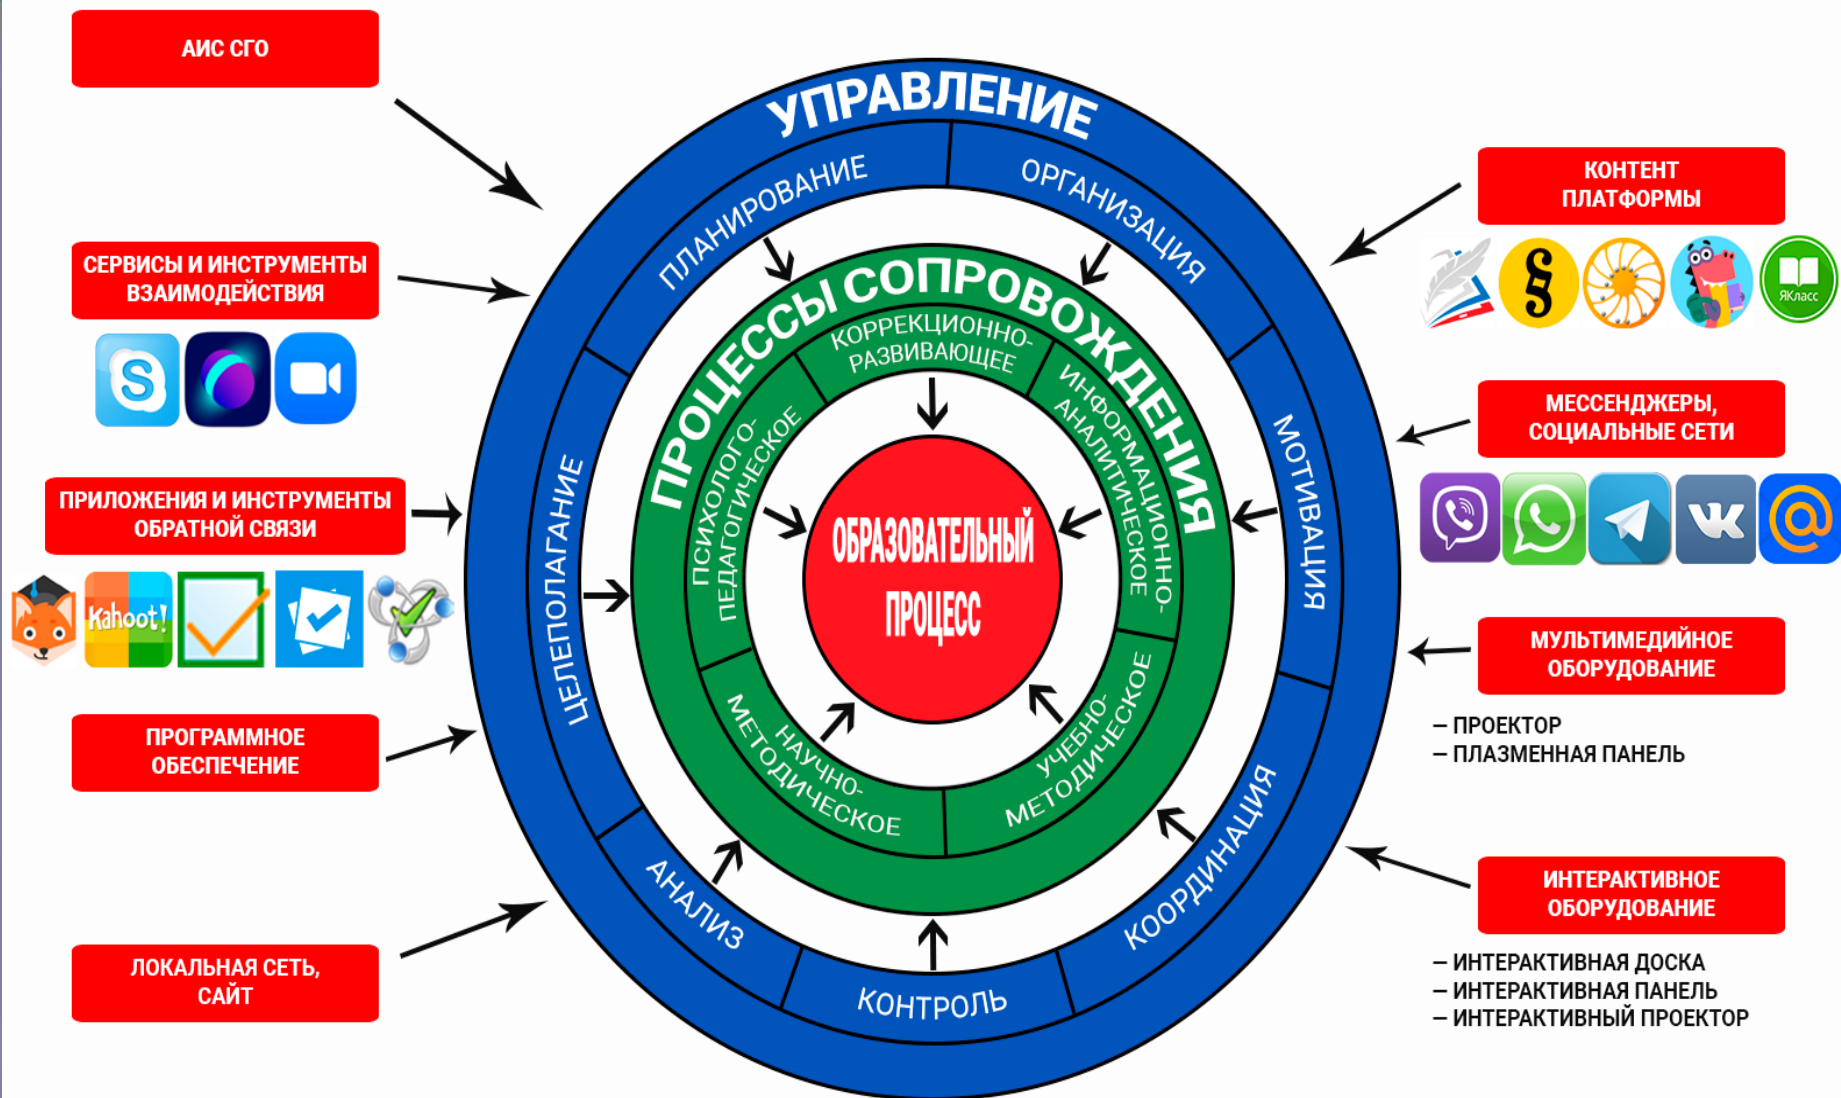 АИС СГО
СЕРВИСЫ И ИНСТРУМЕНТЫ
ВЗАИМОДЕЙСТВИЯ
S
ПРИЛОЖЕНИЯ И ИНСТРУМЕНТЫ
ОБРАТНОЙ СВЯЗИ
Kahoot!
ПРОГРАММНОЕ
ОБЕСПЕЧЕНИЕ
ЛОКАЛЬНАЯ СЕТЬ,
САЙТ
УПРАВЛЕНИЕ
ПЛАНИРОВАНИЕ
ОРГАНИЗАЦИЯ
МОТИВАЦИЯ
КООРДИНАЦИЯ
КОНТРОЛЬ
АНАЛИЗ
ЦЕЛЕПОЛАГАНИЕ
ПРОЦЕССЫ СОПРОВОЖДЕНИЯ
КОРРЕКЦИОННО-
РАЗВИВАЮЩЕЕ
ИНФОРМАЦИОННО-
АНАЛИТИЧЕСКОЕ
УЧЕБНО-
МЕТОДИЧЕСКОЕ
НАУЧНО-
МЕТОДИЧЕСКОЕ
ПСИХОЛОГО-
ПЕДАГОГИЧЕСКОЕ
ОБРАЗОВАТЕЛЬНЫЙ
ПРОЦЕСС
КОНТЕНТ
ПЛАТФОРМЫ
§
ЯКласс
МЕССЕНДЖЕРЫ,
СОЦИАЛЬНЫЕ СЕТИ
VK
@
МУЛЬТИМЕДИЙНОЕ
ОБОРУДОВАНИЕ
– ПРОЕКТОР
– ПЛАЗМЕННАЯ ПАНЕЛЬ
ИНТЕРАКТИВНОЕ
ОБОРУДОВАНИЕ
– ИНТЕРАКТИВНАЯ ДОСКА
– ИНТЕРАКТИВНАЯ ПАНЕЛЬ
– ИНТЕРАКТИВНЫЙ ПРОЕКТОР